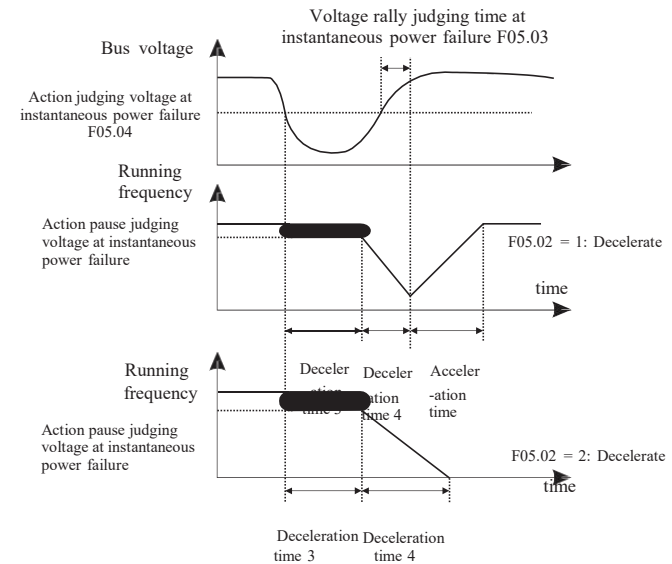 Voltage rally judging time at
instantaneous power failure F05.03
Bus voltage
Action judging voltage at
instantaneous power failure
F05.04
Running
frequency
Action pause judging
voltage at instantaneous
power failure
F05.02 = 1: Decelerate
time
Running
frequency
Deceler
time 3
Deceler
ation
time 4
Acceler
-ation
time
Action pause judging
voltage at instantaneous
power failure
F05.02 = 2: Decelerate
time
Deceleration
time 3
Deceleration
time 4